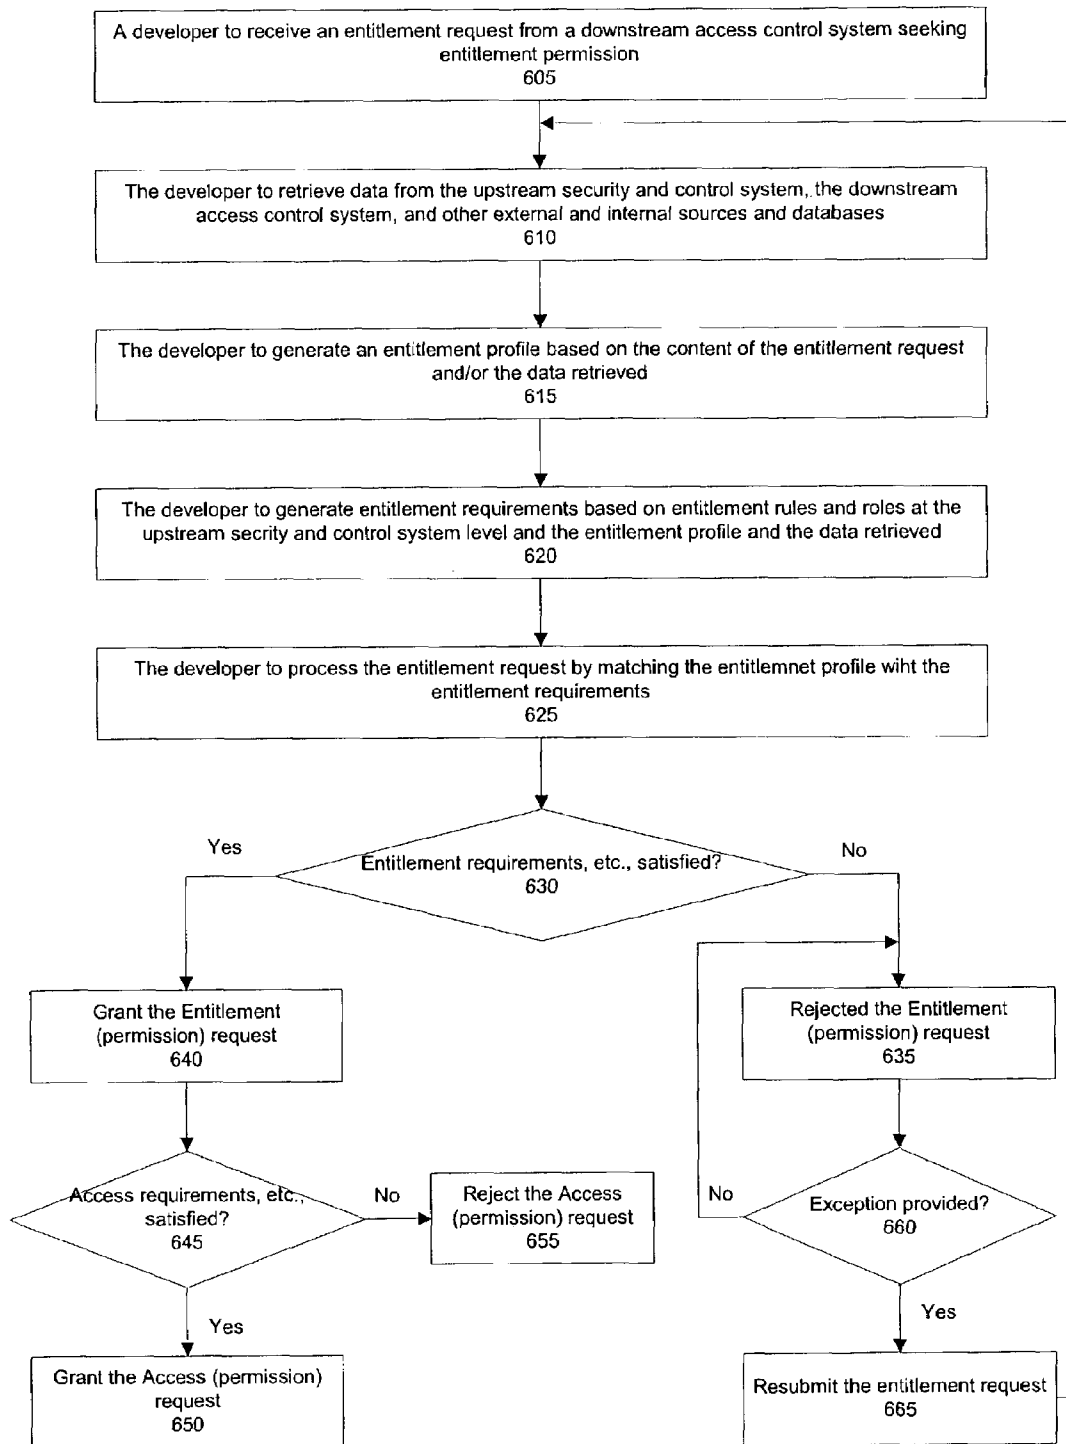 A developer to receive an entitlement request from a downstream access control system seeking
entitlement permission
605
The developer to retrieve data from the upstream security and control system, the downstream
access control system, and other external and internal sources and databases
610
The developer to generate an entitlement profile based on the content of the entitlement request
and/or the data retrieved
615
The developer to generate entitlement requirements based on entitlement rules and roles at the
upstream secrity and control system level and the entitlement profile and the data retrieved
620
The developer to process the entitlement request by matching the entitlemnet profile wiht the
entitlement requirements
625
Yes
Entitlement requirements, etc., satisfied?
630
No
Grant the Entitlement
(permission) request
640
Rejected the Entitlement
(permission) request
635
Access requirements, etc.,
satisfied?
645
No
Reject the Access
(permission) request
655
No
Exception provided?
660
Yes
Yes
Grant the Access (permission)
request
650
Resubmit the entitlement request
665